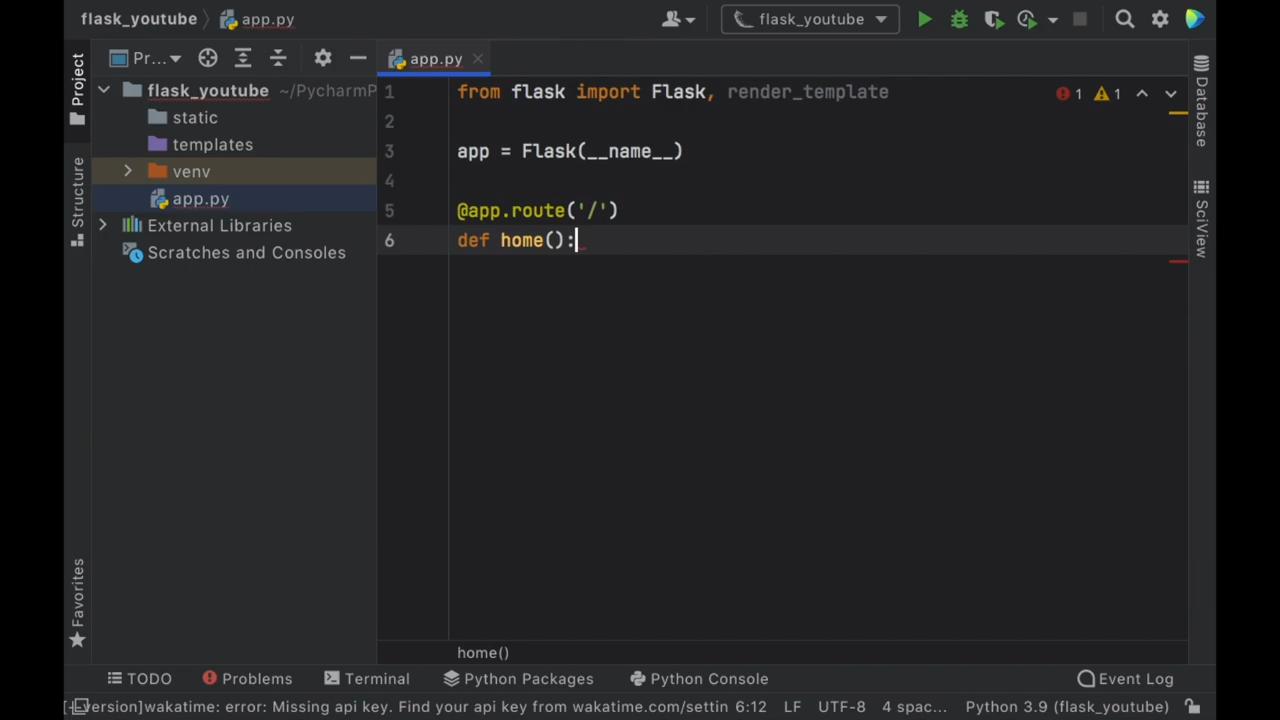 flask_youtube
app.py
flask_youtube
Project
Pr...
app.py
flask_youtube ~/PycharmP
static
templates
venv
app.py
External Libraries
Scratches and Consoles
Structure
Favorites
1 from flask import Flask, render_template
2
3 app = Flask(__name__)
4
5 @app.route('/')
6 def home():
1 1
Database
SciView
home()
TODO Problems Terminal Python Packages Python Console Event Log
[-version]wakatime: error: Missing api key. Find your api key from wakatime.com/settin 6:12 LF UTF-8 4 spac... Python 3.9 (flask_youtube)